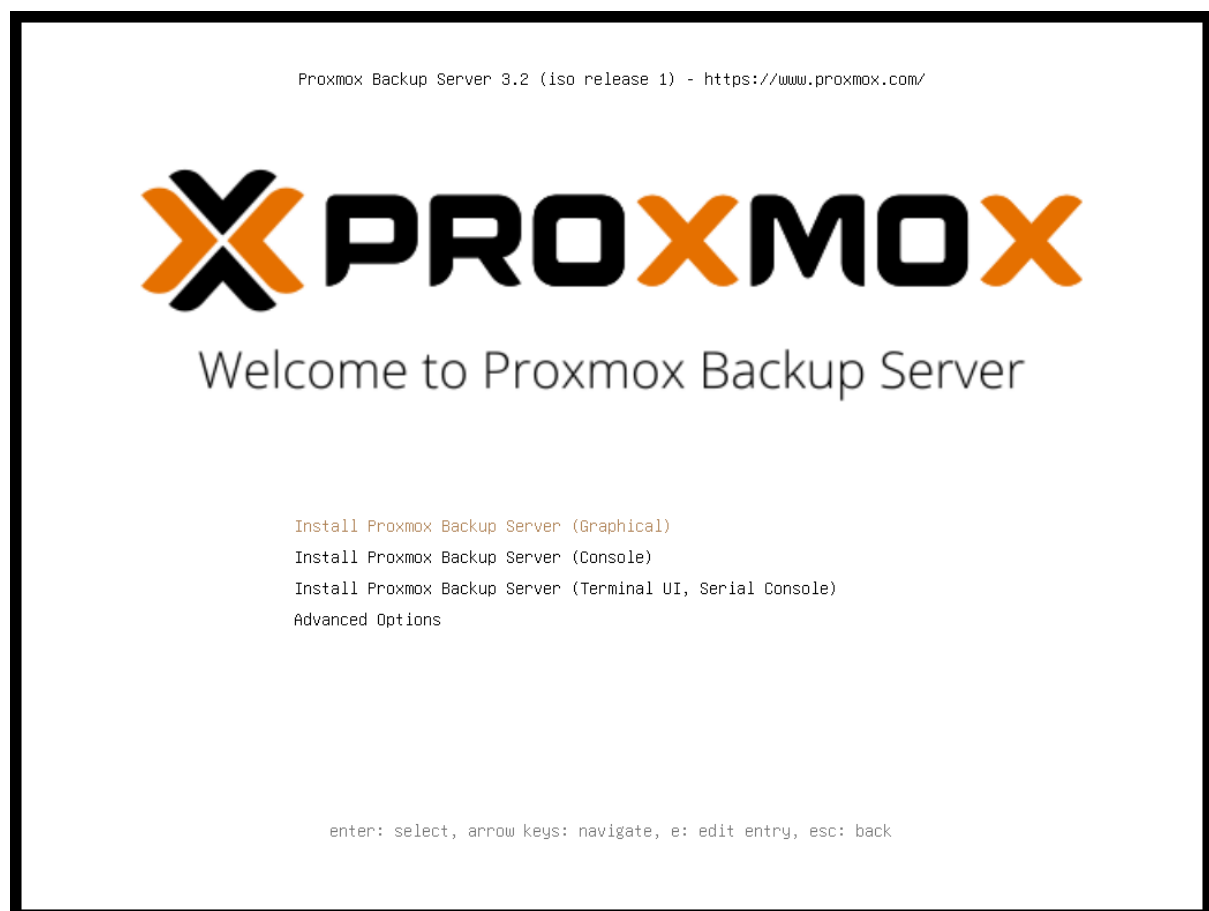 Proxmox Backup Server 3.2 (iso release 1) - https://www.proxmox.com/
PROXMOX
Welcome to Proxmox Backup Server
Install Proxmox Backup Server (Graphical)
Install Proxmox Backup Server (Console)
Install Proxmox Backup Server (Terminal UI, Serial Console)
Advanced Options
enter: select, arrow keys: navigate, e: edit entry, esc: back